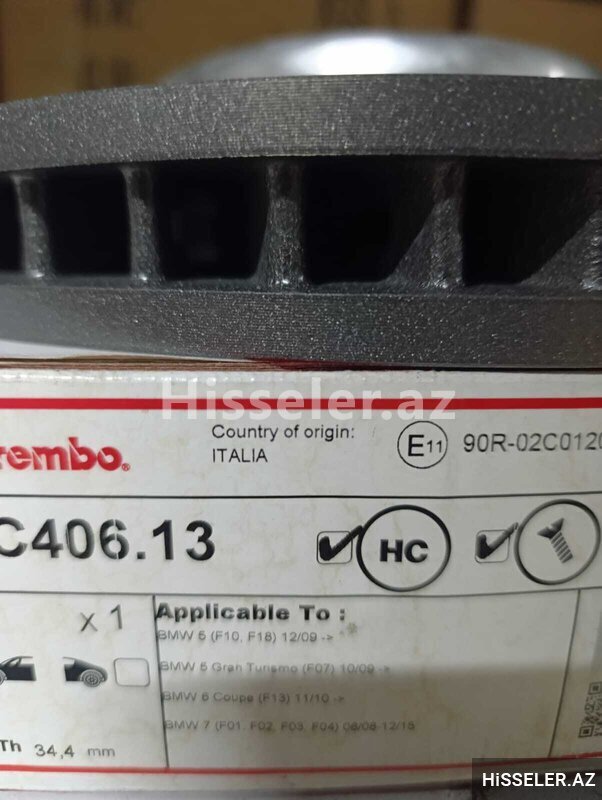 Hisseler.az
rembo®
Country of origin:
ITALIA
E11
90R-02C0120
C406.13
HC
x 1
Applicable To :
BMW 5 (F10, F18) 12/09 ->
BMW 5 Gran Turismo (F07) 10/09 ->
BMW 6 Coupe (F13) 11/10 ->
BMW 7 (F01, F02, F03, F04) 08/08-12/15
Th 34,4 mm
HiSSELER.AZ